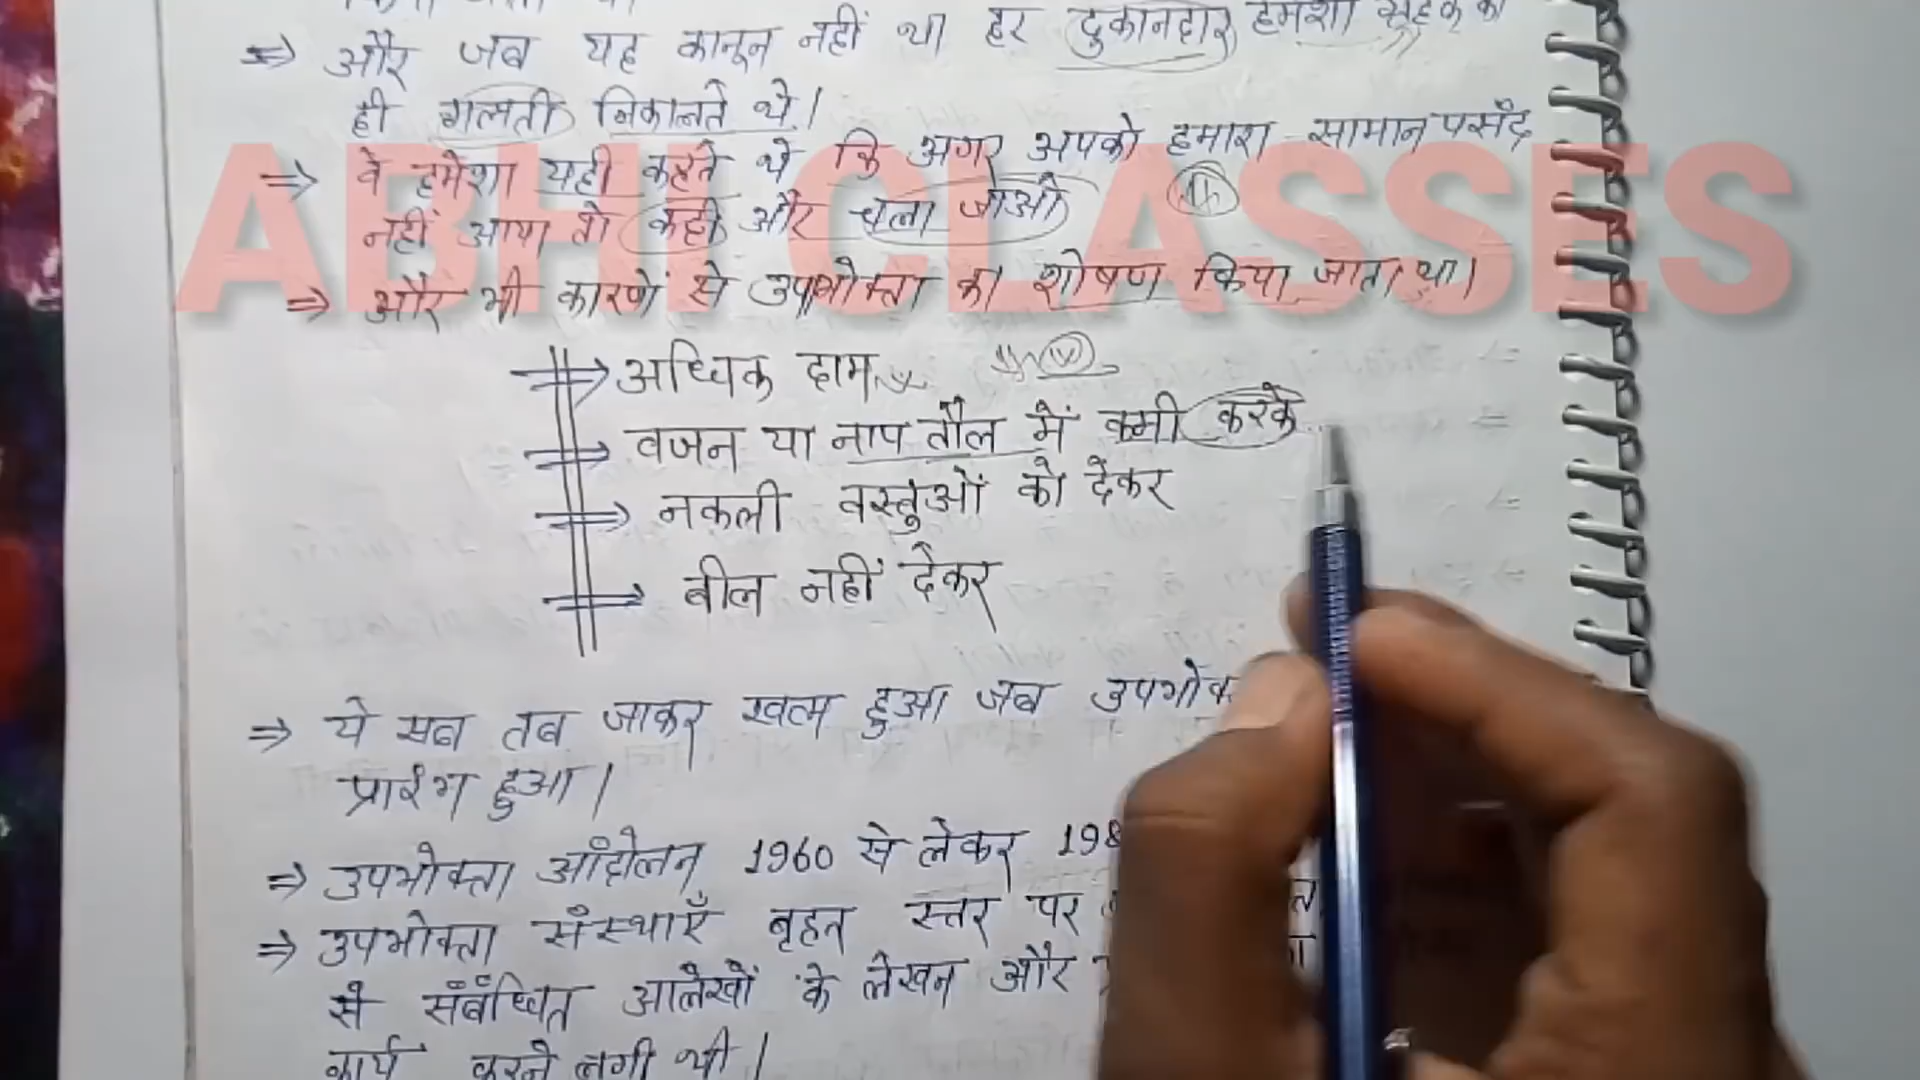 ⇒ और जब यह कानून नहीं था हर दुकानदार हमेशा
ही गलती निकालते थे।
⇒ वे हमेशा यही कहते थे कि अगर अपको हमारा सामान पसँद
नहीं आया तो कही और चला जाओ
⇒ और भी कारणों से उपभोक्ता का शोषण किया जाता था।
ABHI CLASSES
अधिक दाम
वजन या नाप तौल में कमी करके
नकली वस्तुओं को देकर
बील नहीं देकर
⇒ ये सब तब जाकर खत्म हुआ जब
प्रारंभ हुआ।
⇒ उपभोक्ता आँदोलन 1960 से लेकर
⇒ उपभोक्ता सँस्थाएँ बृहत स्तर पर
से सँबँधित आलेखों के लेखन और
कार्य करने लगी थी।